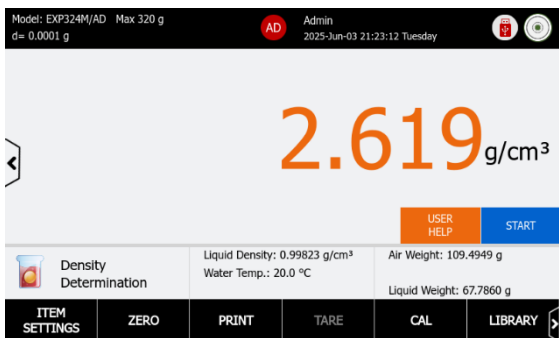 Model: EXP324M/AD Max 320 g
d= 0.0001 g
AD
Admin
2025-Jun-03 21:23:12 Tuesday
2.619 g/cm³
USER
HELP
START
Density
Determination
Liquid Density: 0.99823 g/cm³
Water Temp.: 20.0 °C
Air Weight: 109.4949 g
Liquid Weight: 67.7860 g
ITEM
SETTINGS
ZERO
PRINT
TARE
CAL
LIBRARY